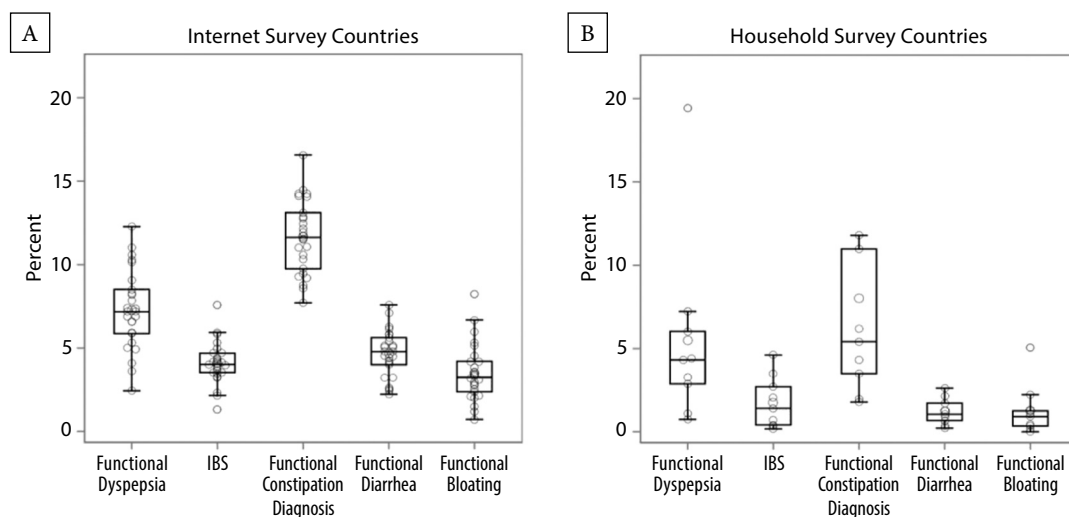 A
Internet Survey Countries
Percent
20
15
10
5
0
Functional
Dyspepsia
IBS
Functional
Constipation
Diagnosis
Functional
Diarrhea
Functional
Bloating
B
Household Survey Countries
Percent
20
15
10
5
0
Functional
Dyspepsia
IBS
Functional
Constipation
Diagnosis
Functional
Diarrhea
Functional
Bloating